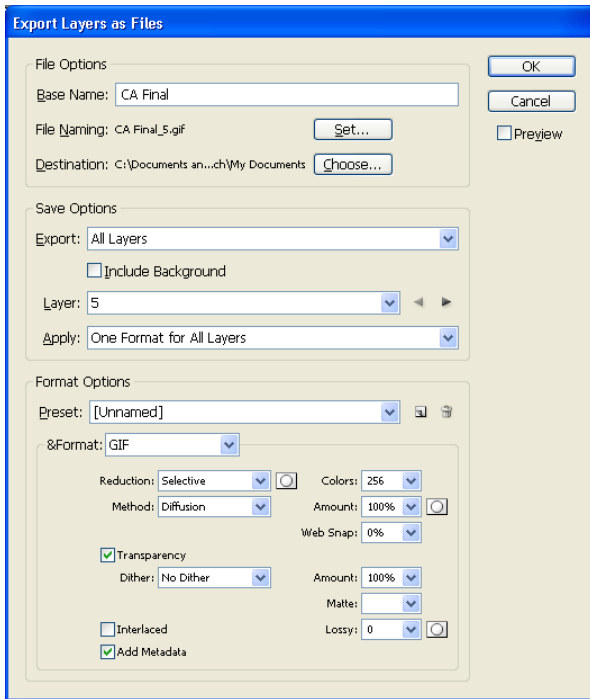 Export Layers as Files
File Options
Base Name: CA Final
File Naming: CA Final_5.gif Set...
Destination: C:\Documents an...ch\My Documents Choose...
OK
Cancel
Preview
Save Options
Export: All Layers
Include Background
Layer: 5
Apply: One Format for All Layers
Format Options
Preset: [Unnamed]
&Format: GIF
Reduction: Selective Colors: 256
Method: Diffusion Amount: 100%
Web Snap: 0%
Transparency
Dither: No Dither Amount: 100%
Matte:
Interlaced Lossy: 0
Add Metadata